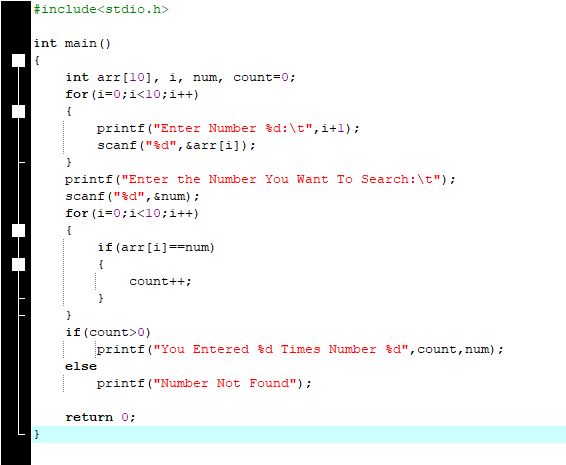 #include<stdio.h>
int main()
{
int arr[10], i, num, count=0;
for(i=0;i<10;i++)
{
printf("Enter Number %d:\t",i+1);
scanf("%d",&arr[i]);
}
printf("Enter the Number You Want To Search:\t");
scanf("%d",&num);
for(i=0;i<10;i++)
{
if(arr[i]==num)
{
count++;
}
}
if(count>0)
printf("You Entered %d Times Number %d",count,num);
else
printf("Number Not Found");
return 0;
}